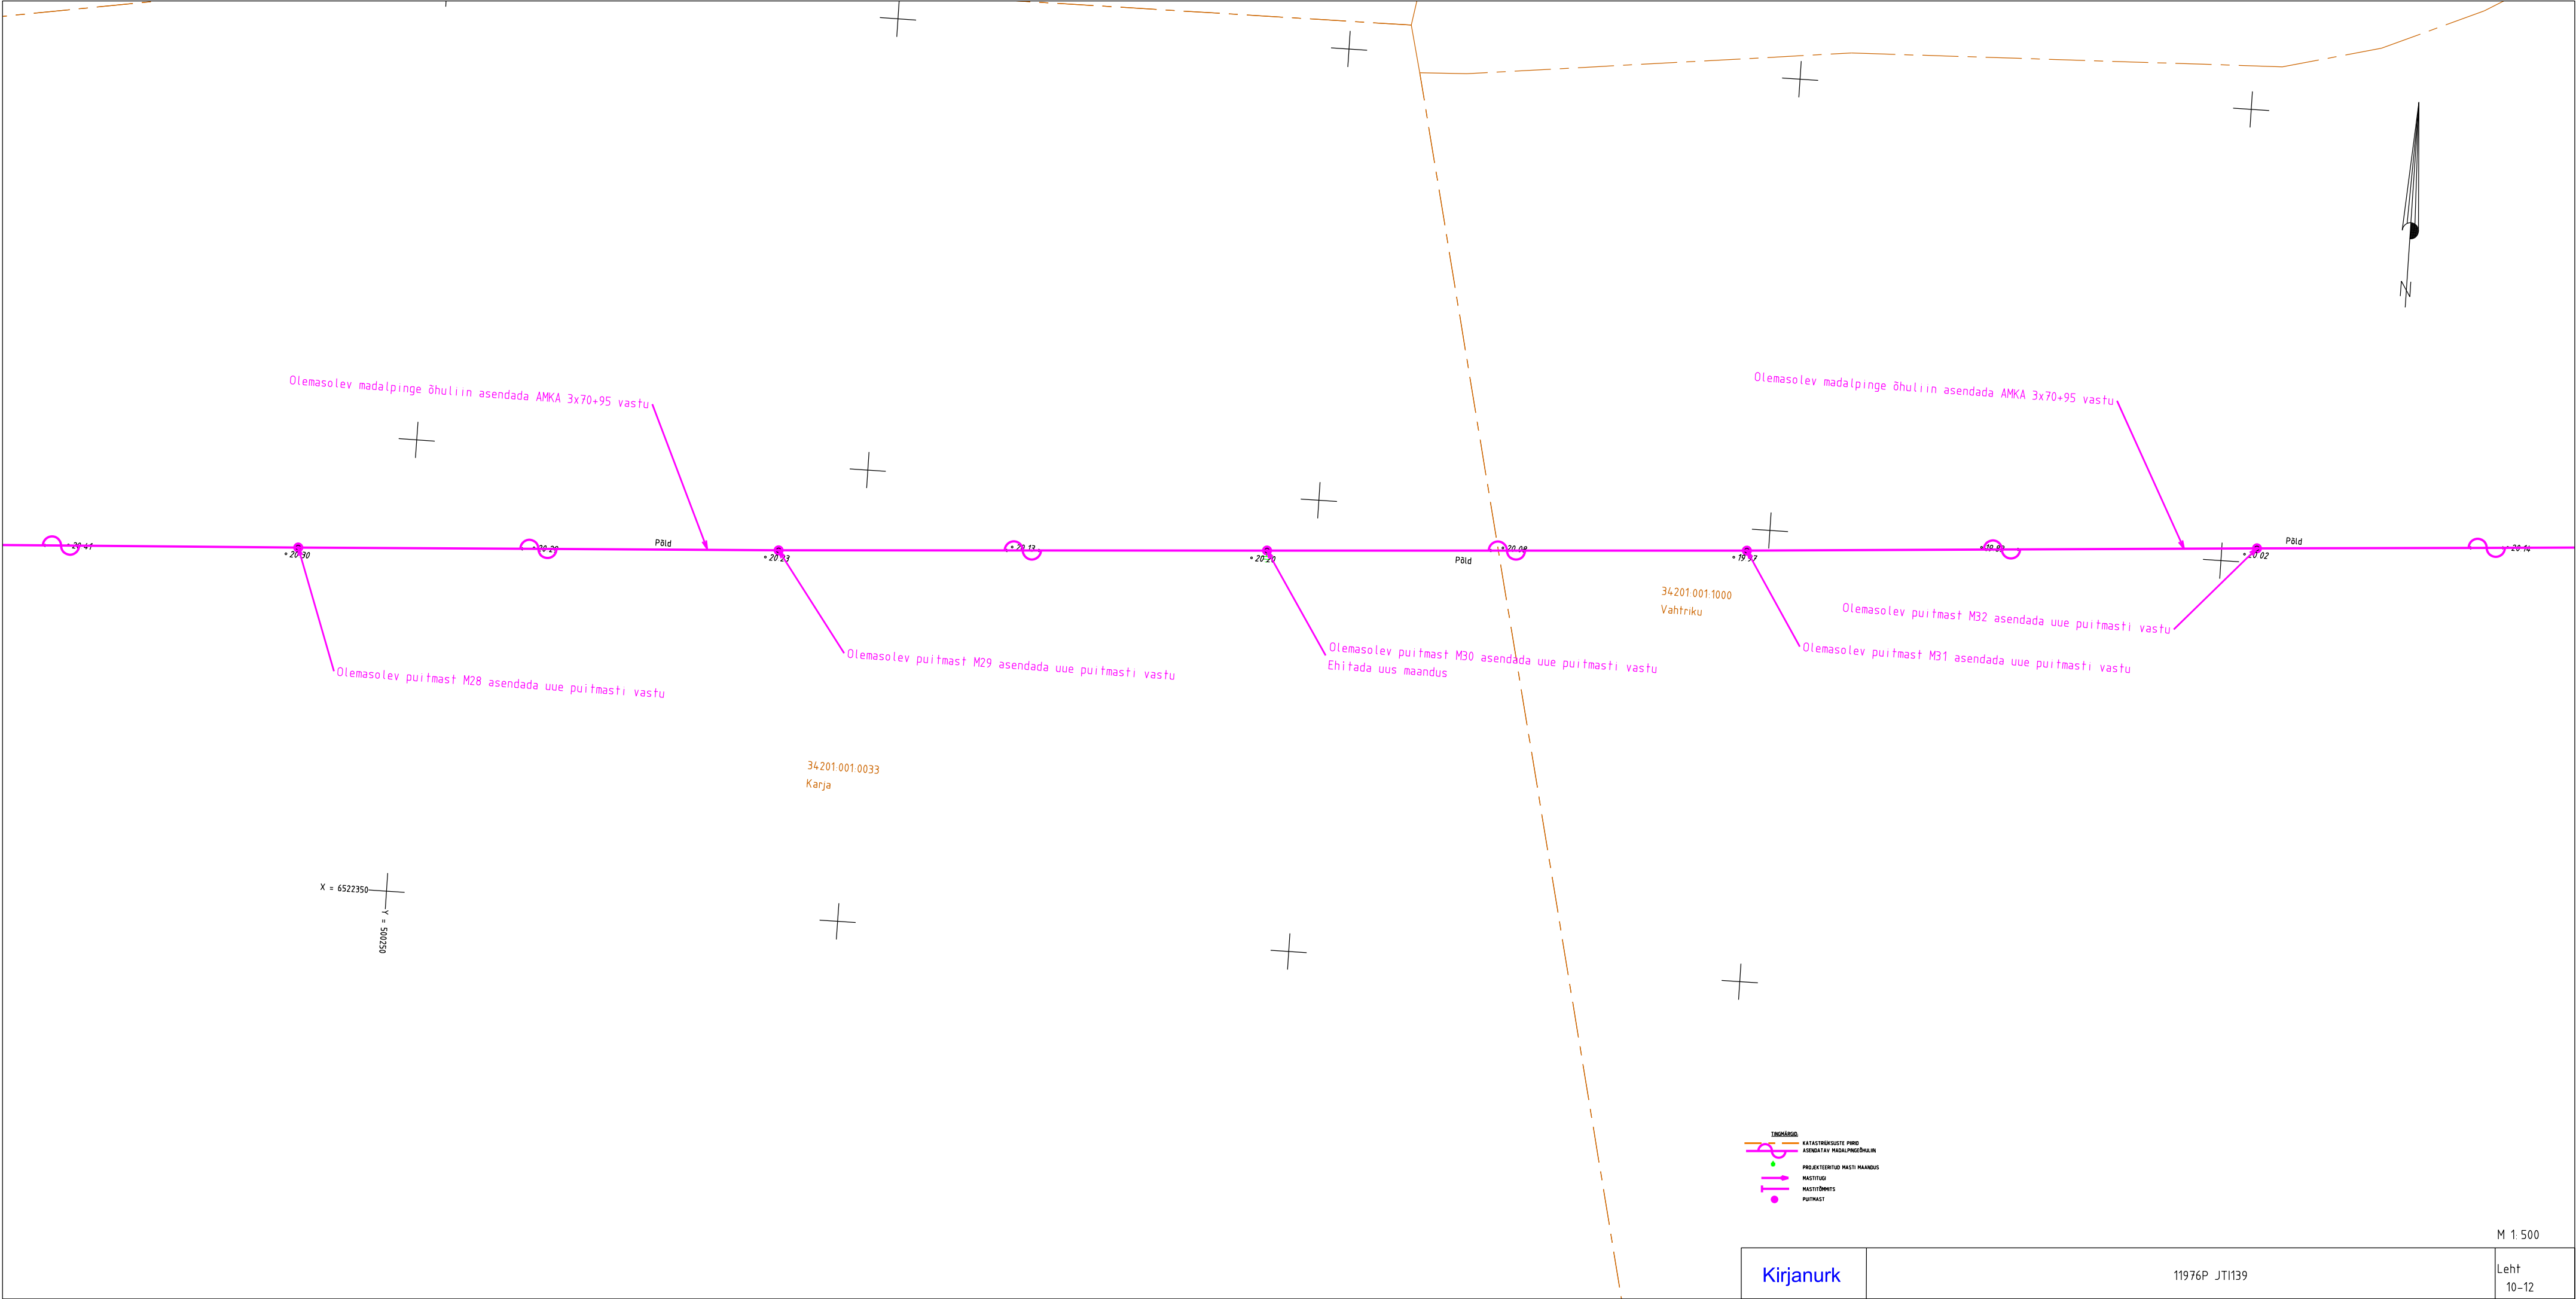 Olemasolev madalpinge õhuliin asendada AMKA 3x70+95 vastu
Olemasolev madalpinge õhuliin asendada AMKA 3x70+95 vastu
20.30
Põld
20.23
20.13
20.20
Põld
20.08
19.97
20.02
Põld
20.14
34201:001:1000
Vahtriku
Olemasolev puitmast M28 asendada uue puitmasti vastu
Olemasolev puitmast M29 asendada uue puitmasti vastu
Olemasolev puitmast M30 asendada uue puitmasti vastu
Ehitada uus maandus
Olemasolev puitmast M32 asendada uue puitmasti vastu
Olemasolev puitmast M31 asendada uue puitmasti vastu
34201:001:0033
Karja
X = 6522350
Y = 500250
N
TINGMÄRGID:
KATASTRIÜKSUSTE PIIRID
ASENDATAV MADALPINGEÕHULIIN
PROJEKTEERITUD MASTI MAANDUS
MASTITUGI
MASTITÕMMITS
PUITMAST
M 1:500
Kirjanurk
11976P JT1139
Leht
10-12